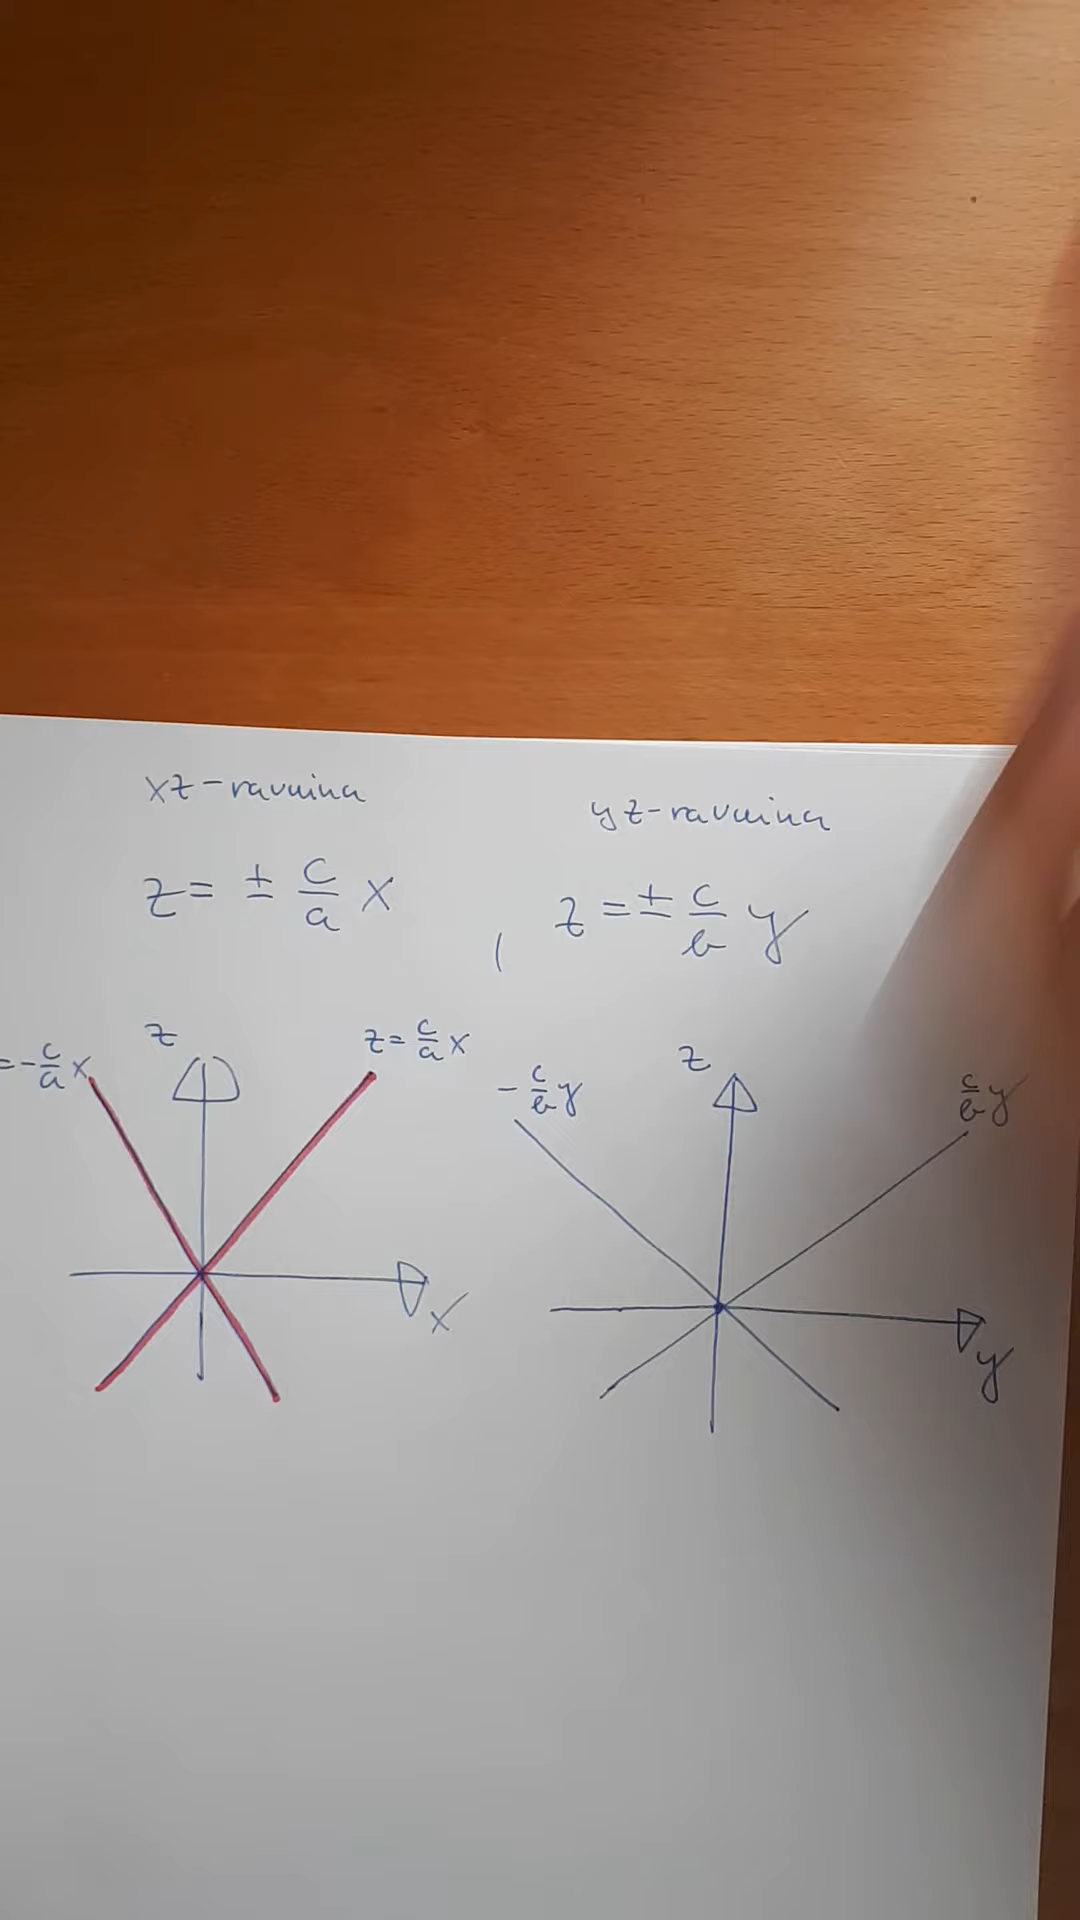 xz-ravnina
yz-ravnina
z = ± c/a x , z = ± c/b y
z
z = c/a x
= - c/a x
z
- c/b y
c/b y
x
y